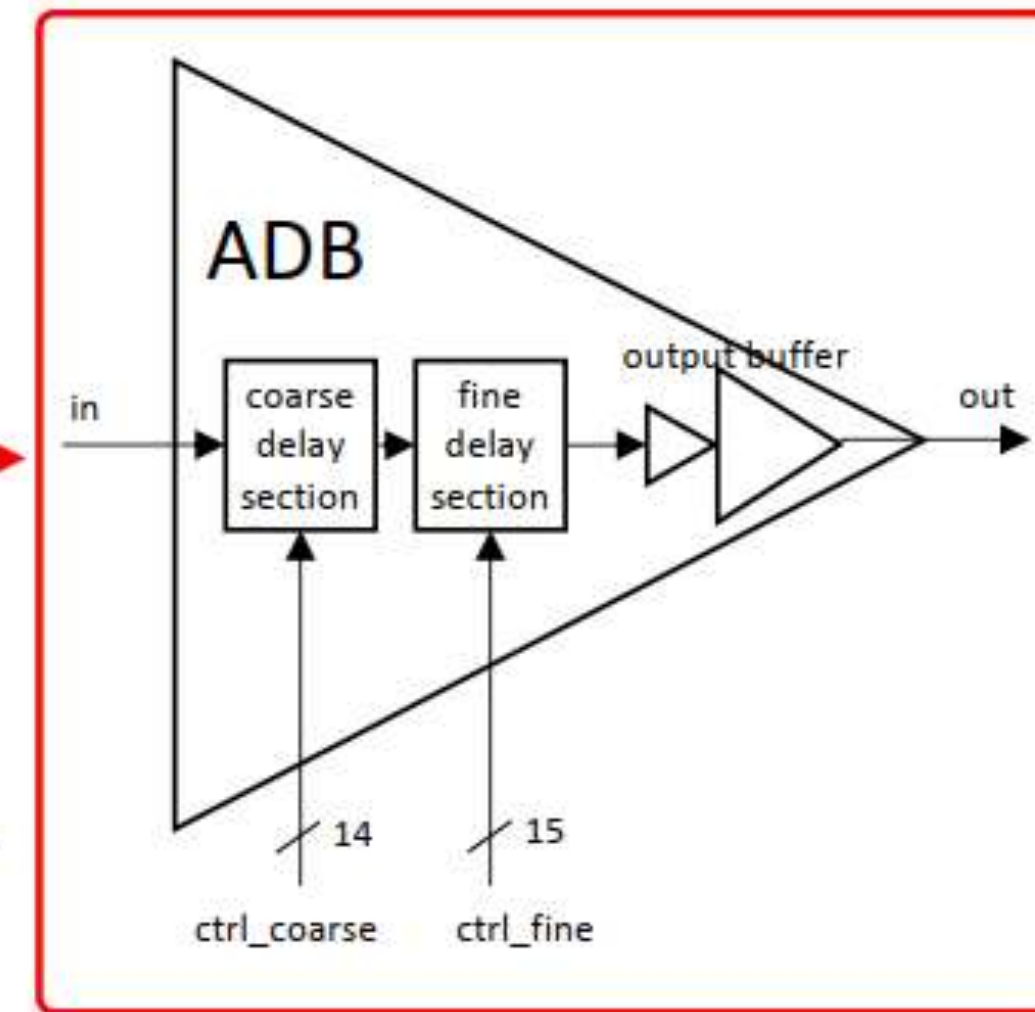 ADB
output buffer
in
coarse
delay
section
fine
delay
section
out
14
15
ctrl_coarse
ctrl_fine